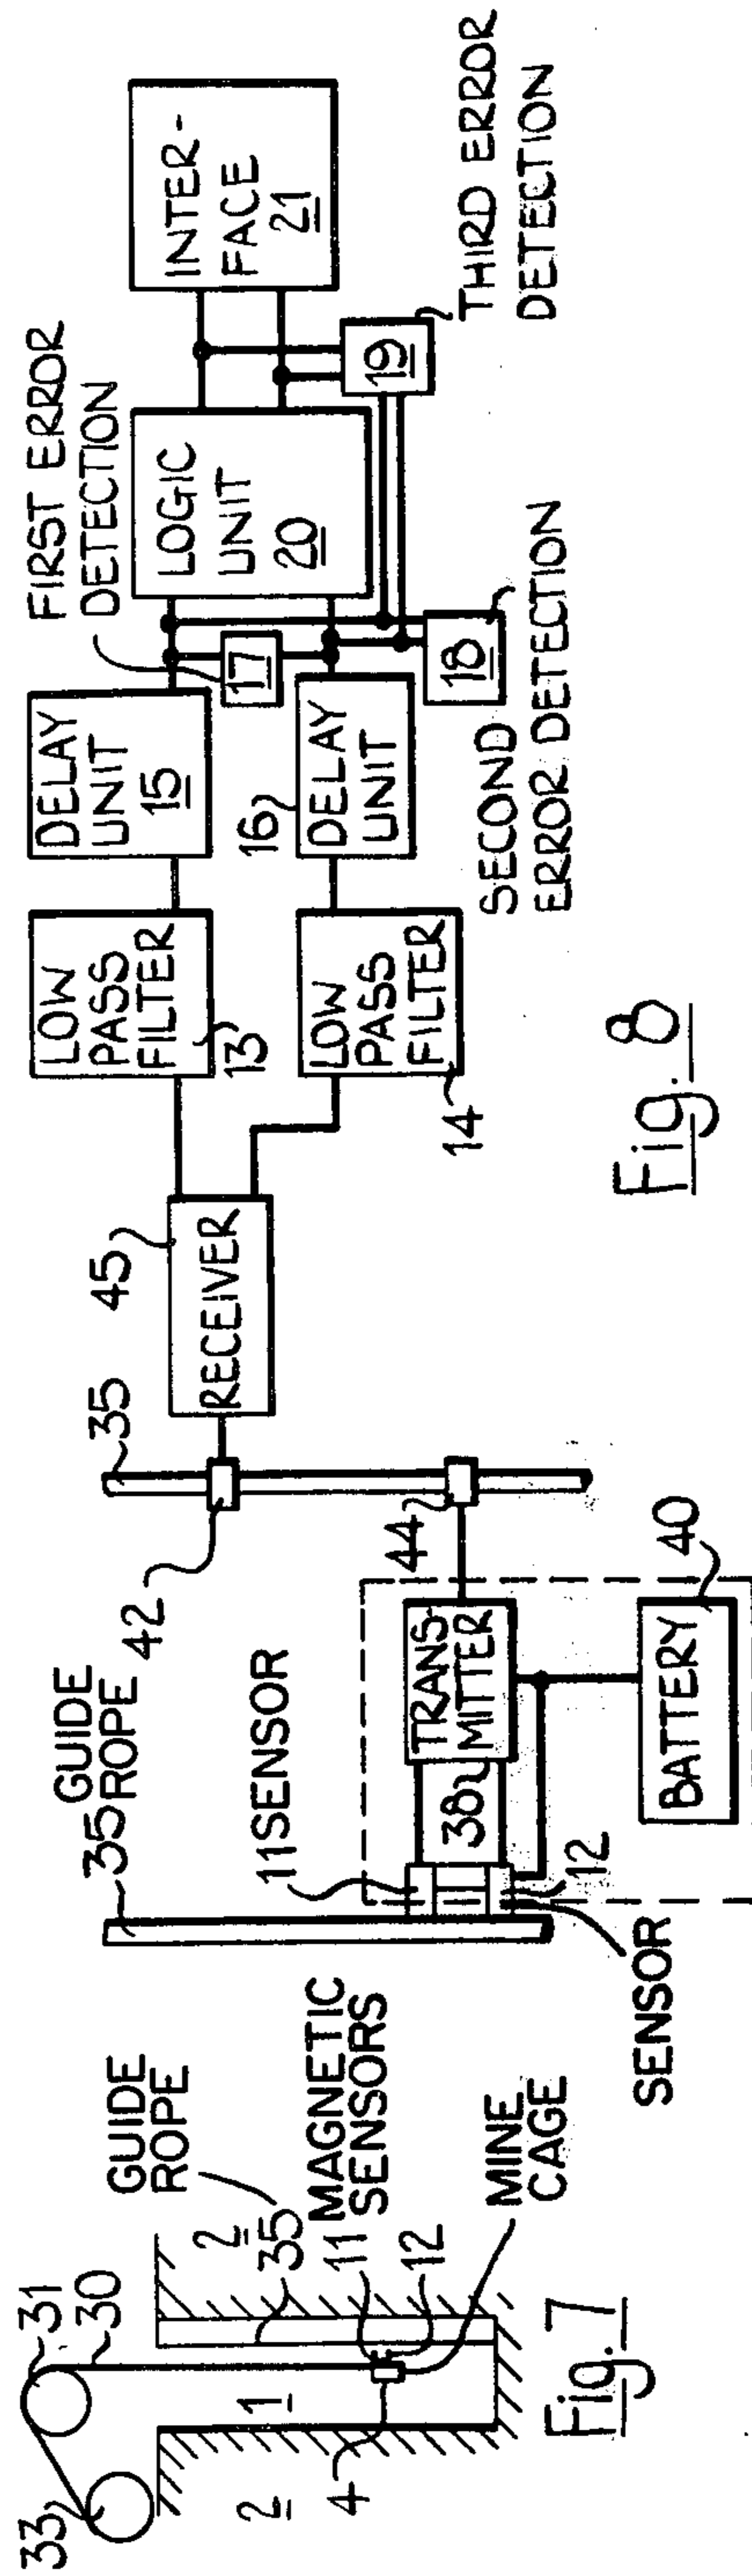 33
31
30
1
2
2
GUIDE
ROPE
35
MAGNETIC
SENSORS
11
12
4
MINE
CAGE
Fig. 7
35
GUIDE
ROPE
11 SENSOR
38
TRANS-
MITTER
12
SENSOR
BATTERY
40
42
44
35
45
RECEIVER
LOW
PASS
FILTER
13
LOW
PASS
FILTER
14
DELAY
UNIT
15
16
DELAY
UNIT
FIRST ERROR
DETECTION
17
18
SECOND
ERROR DETECTION
LOGIC
UNIT
20
19
THIRD ERROR
DETECTION
INTER-
FACE
21
Fig. 8